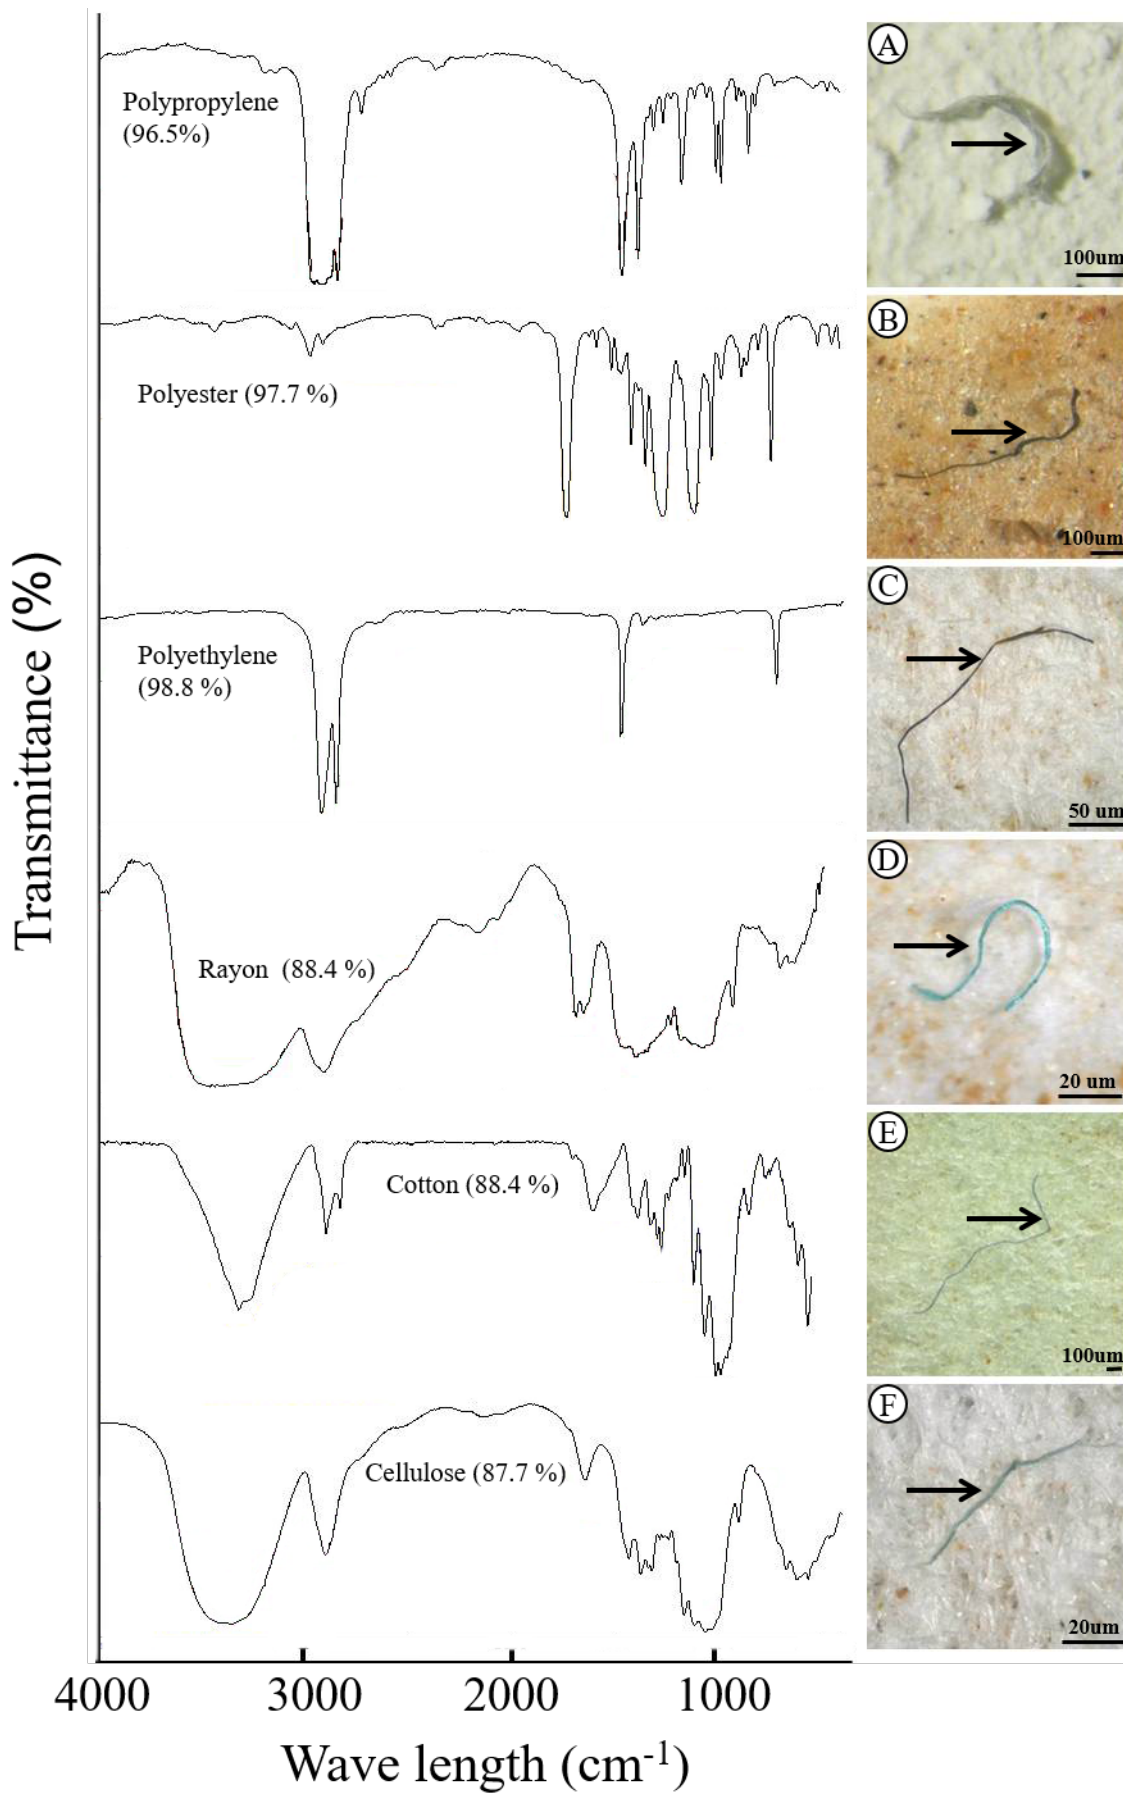 Transmittance (%)
Polypropylene
(96.5%)
Polyester (97.7 %)
Polyethylene
(98.8 %)
Rayon (88.4 %)
Cotton (88.4 %)
Cellulose (87.7 %)
4000 3000 2000 1000
Wave length (cm-1)
A
100um
B
100um
C
50 um
D
20 um
E
100um
F
20um